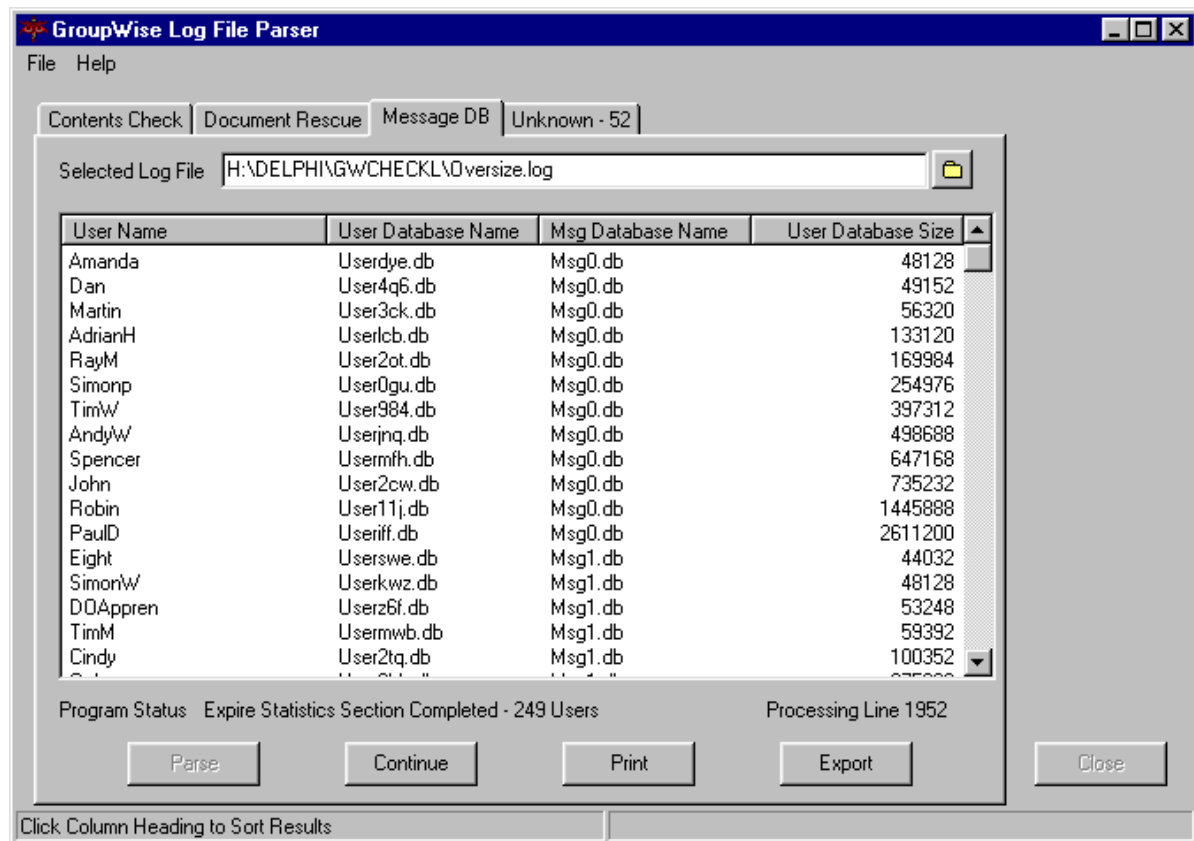 GroupWise Log File Parser
File Help
Contents Check Document Rescue Message DB Unknown - 52
Selected Log File H:\DELPHI\GWCHECKL\Oversize.log
User Name User Database Name Msg Database Name User Database Size
Amanda Userdye.db Msg0.db 48128
Dan User4q6.db Msg0.db 49152
Martin User3ck.db Msg0.db 56320
AdrianH Userlcb.db Msg0.db 133120
RayM User2ot.db Msg0.db 169984
Simonp User0gu.db Msg0.db 254976
TimW User984.db Msg0.db 397312
AndyW Userjnq.db Msg0.db 498688
Spencer Usermfh.db Msg0.db 647168
John User2cw.db Msg0.db 735232
Robin User11j.db Msg0.db 1445888
PaulD Useriff.db Msg0.db 2611200
Eight Userswe.db Msg1.db 44032
SimonW Userkwz.db Msg1.db 48128
DOAppren Userz6f.db Msg1.db 53248
TimM Usermwb.db Msg1.db 59392
Cindy User2tq.db Msg1.db 100352
Program Status Expire Statistics Section Completed - 249 Users Processing Line 1952
Parse Continue Print Export Close
Click Column Heading to Sort Results